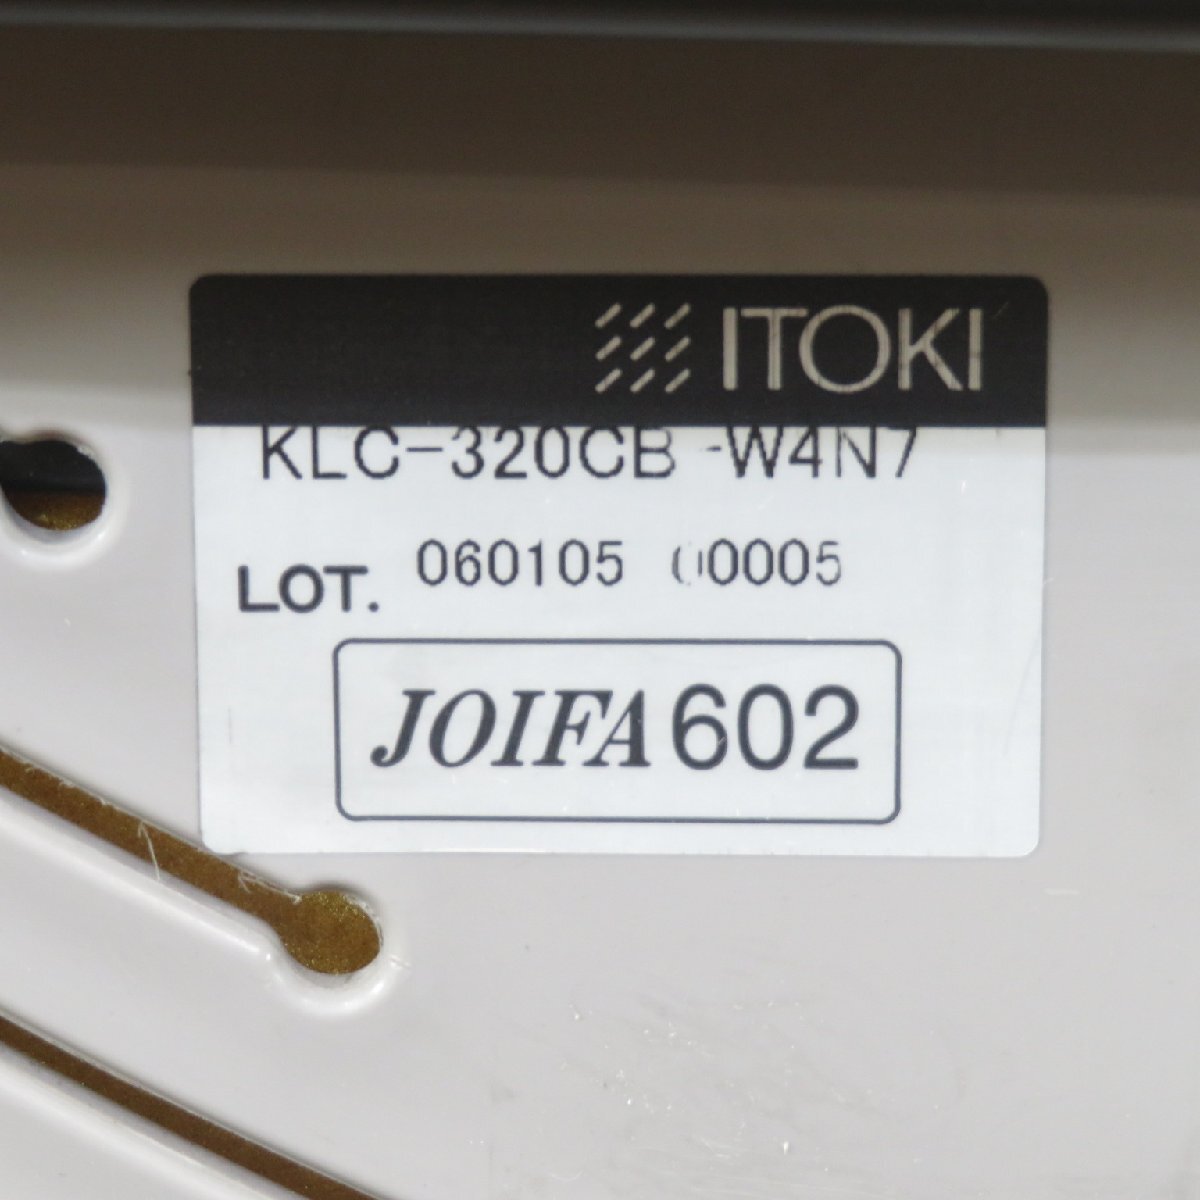 ITOKI
KLC-320CB -W4N7
LOT. 060105 00005
JOIFA 602